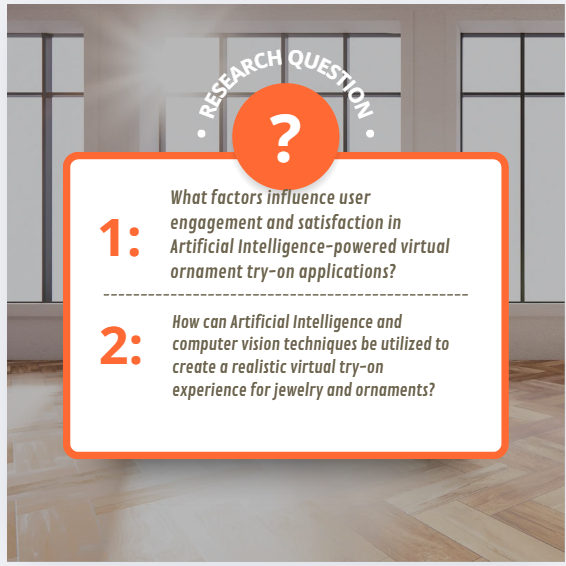 RESEARCH QUESTION
?
1:
What factors influence user
engagement and satisfaction in
Artificial Intelligence-powered virtual
ornament try-on applications?
2:
How can Artificial Intelligence and
computer vision techniques be utilized to
create a realistic virtual try-on
experience for jewelry and ornaments?